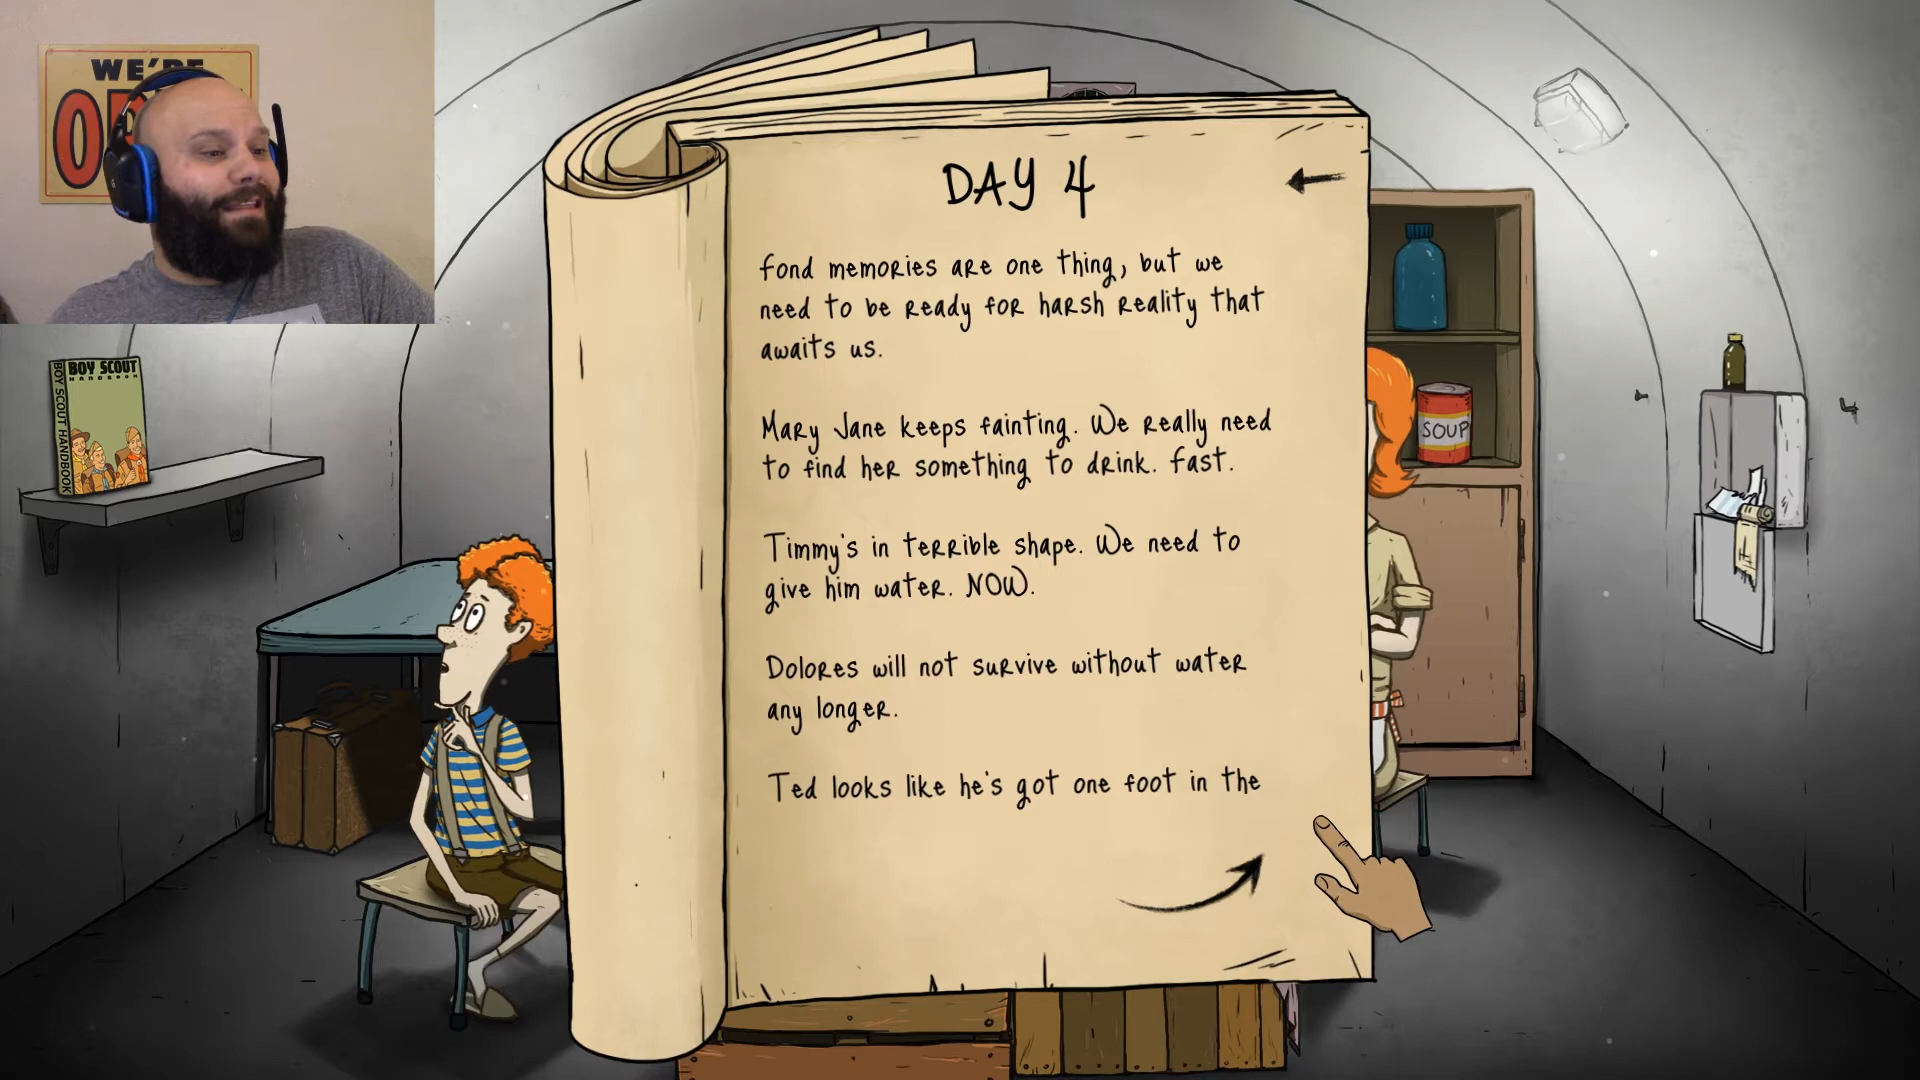 WE'RE
BOY SCOUT
HANDBOOK
BOY SCOUT HANDBOOK
DAY 4
Fond memories are one thing, but we
need to be ready for harsh reality that
awaits us.
Mary Jane keeps fainting. We really need
to find her something to drink. Fast.
Timmy's in terrible shape. We need to
give him water. NOW.
Dolores will not survive without water
any longer.
Ted looks like he's got one foot in the
SOUP